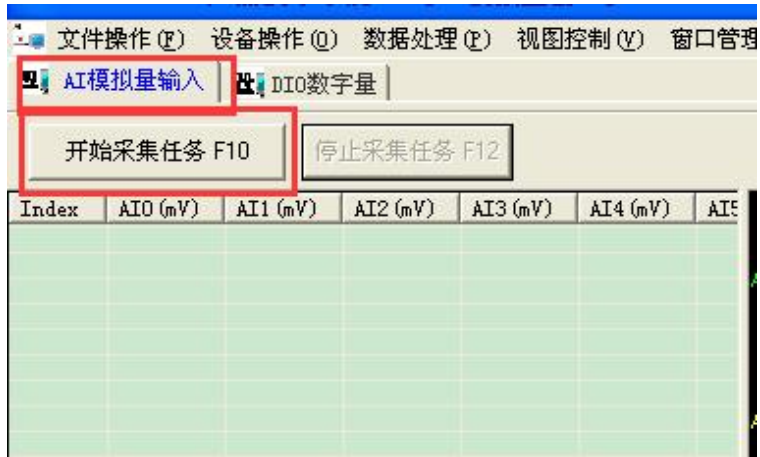 文件操作(F) 设备操作(O) 数据处理(P) 视图控制(V) 窗口管理
AI模拟量输入 DIO数字量
开始采集任务 F10 停止采集任务 F12
Index AI0(mV) AI1(mV) AI2(mV) AI3(mV) AI4(mV) AI5